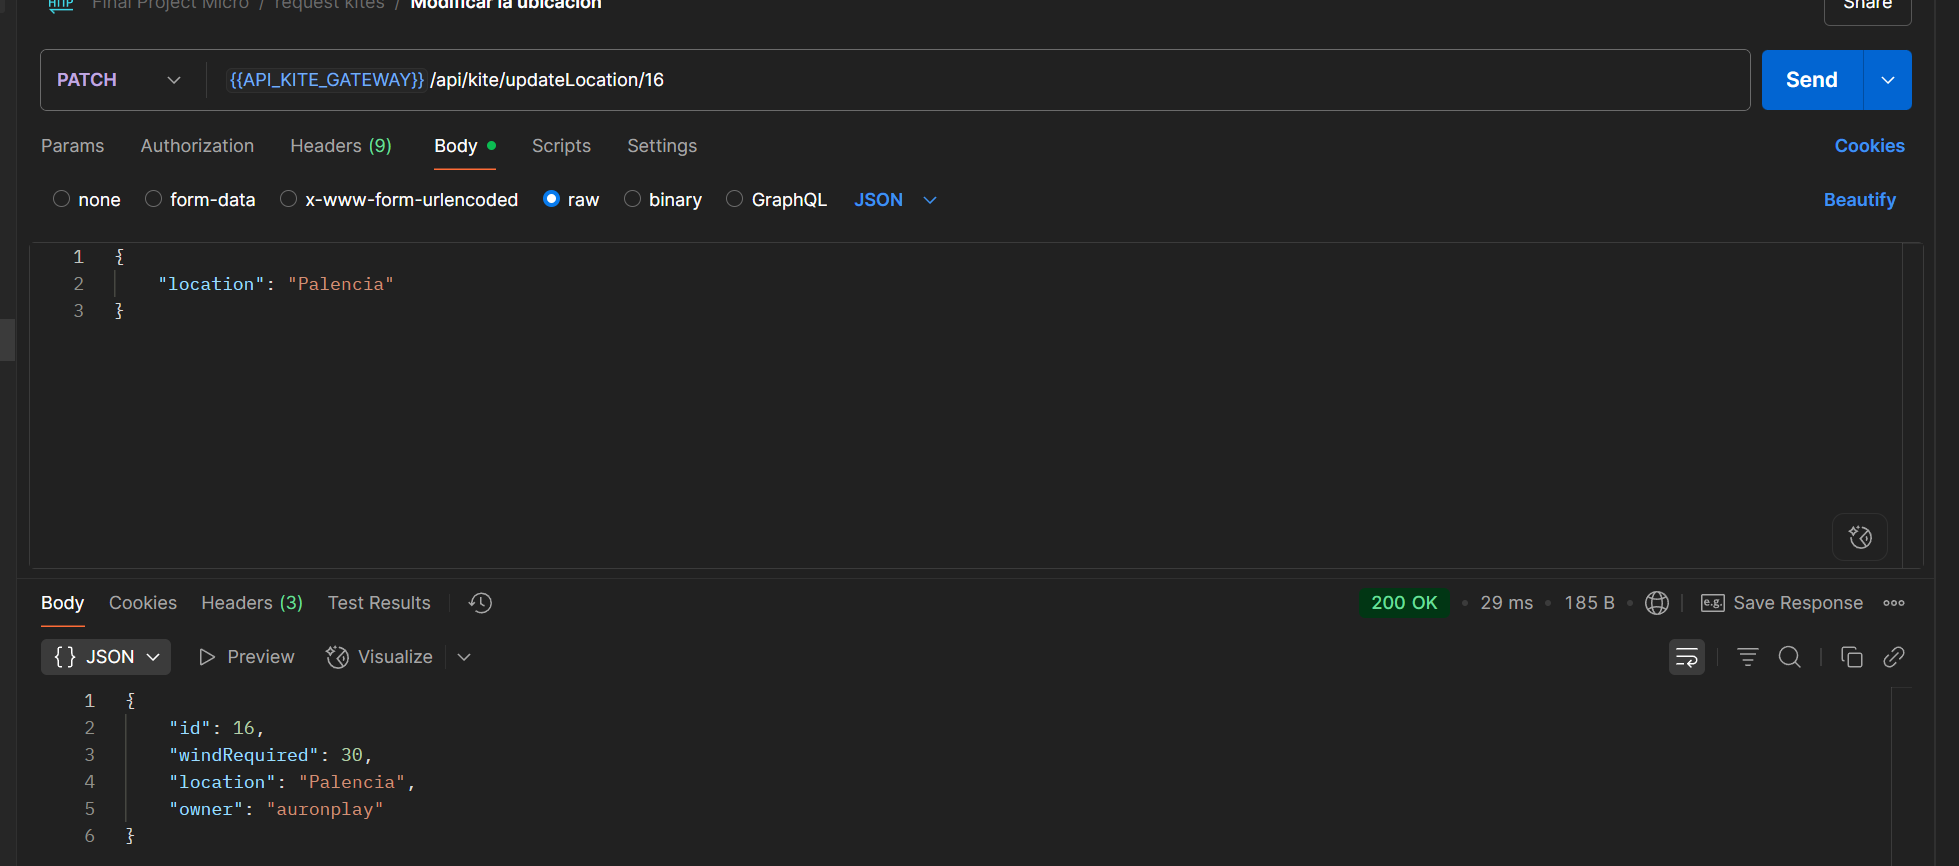 HTTP Final Project Micro / request kites / Modificar la ubicación
Share
PATCH {{API_KITE_GATEWAY}} /api/kite/updateLocation/16
Send
Params Authorization Headers (9) Body Scripts Settings
Cookies
none form-data x-www-form-urlencoded raw binary GraphQL JSON
Beautify
1 {
2 "location": "Palencia"
3 }
Body Cookies Headers (3) Test Results
200 OK • 29 ms • 185 B • e.g. Save Response
{} JSON Preview Visualize
1 {
2 "id": 16,
3 "windRequired": 30,
4 "location": "Palencia",
5 "owner": "auronplay"
6 }